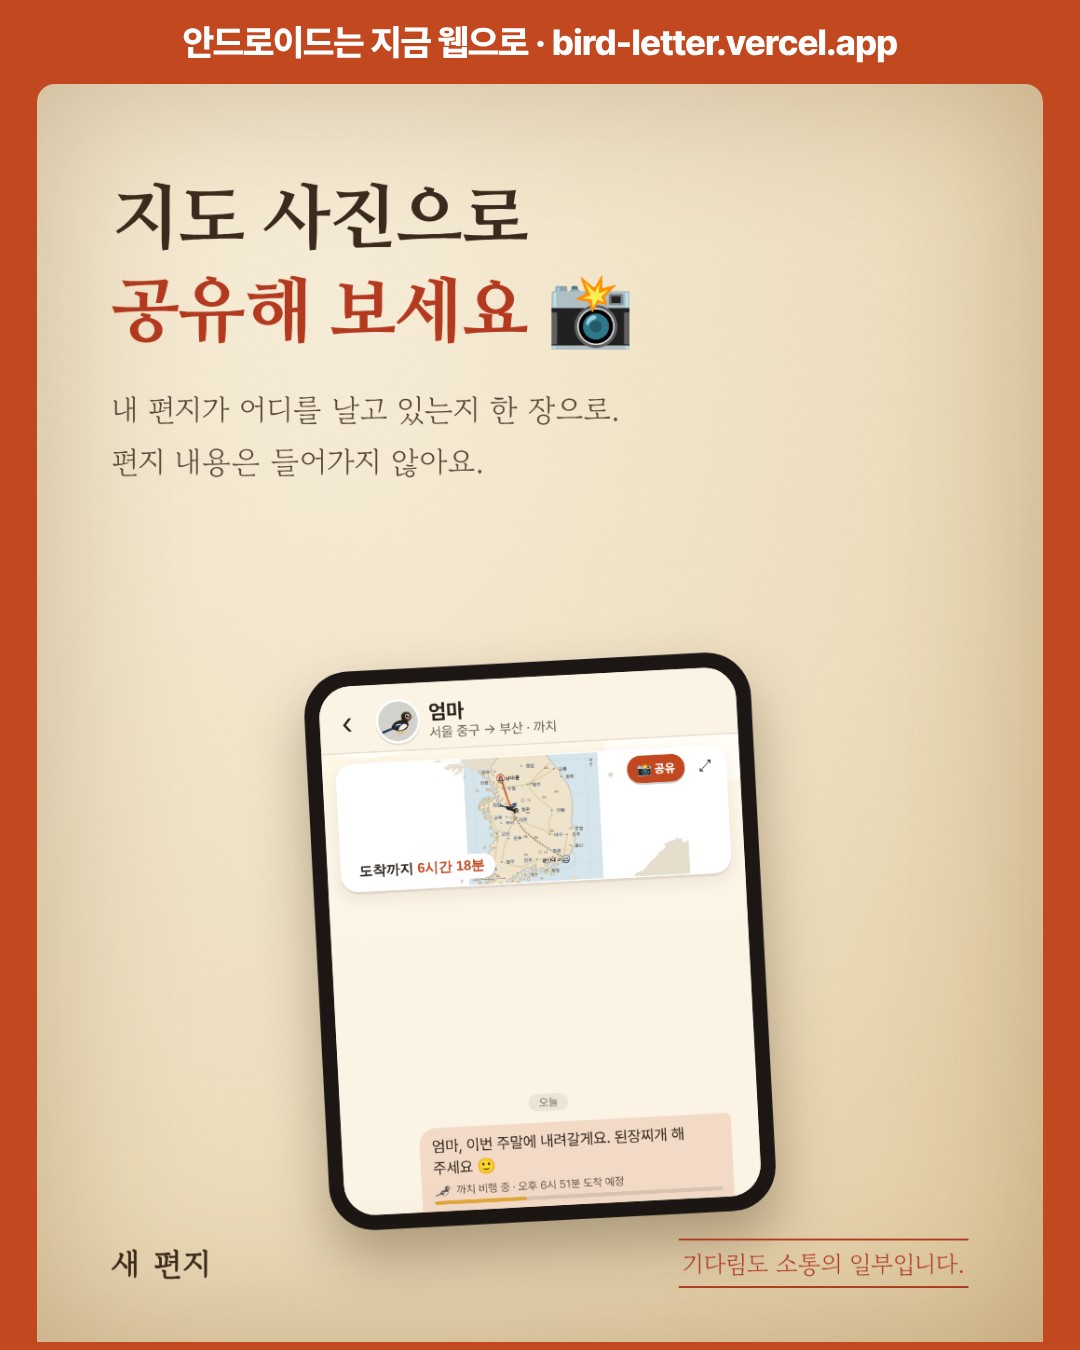 안드로이드는 지금 웹으로 · bird-letter.vercel.app
지도 사진으로
공유해 보세요 📸
내 편지가 어디를 날고 있는지 한 장으로.
편지 내용은 들어가지 않아요.
엄마
서울 중구 → 부산 · 까치
📸 공유
도착까지 6시간 18분
오늘
엄마, 이번 주말에 내려갈게요. 된장찌개 해
주세요 🙂
까치 비행 중 · 오후 6시 51분 도착 예정
새 편지
기다림도 소통의 일부입니다.